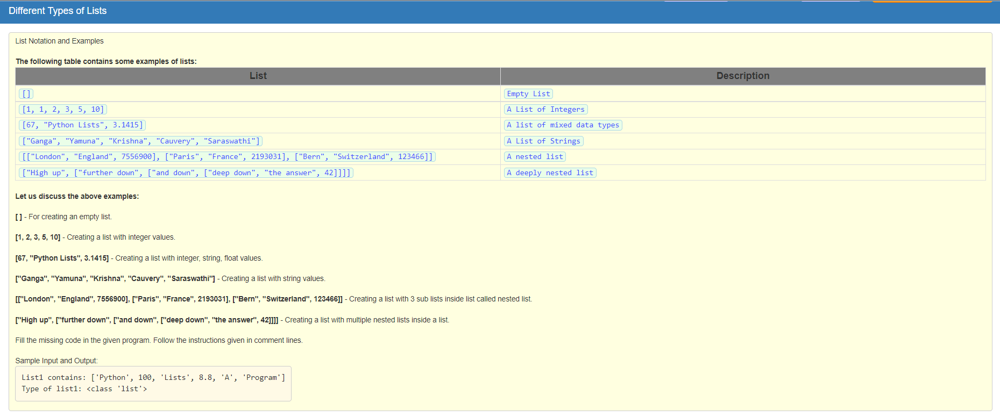 Different Types of Lists
List Notation and Examples
The following table contains some examples of lists:
List Description
[] Empty List
[1, 1, 2, 3, 5, 10] A List of Integers
[67, "Python Lists", 3.1415] A list of mixed data types
["Ganga", "Yamuna", "Krishna", "Cauvery", "Saraswathi"] A List of Strings
[["London", "England", 7556900], ["Paris", "France", 2193031], ["Bern", "Switzerland", 123466]] A nested list
["High up", ["further down", ["and down", ["deep down", "the answer", 42]]]] A deeply nested list
Let us discuss the above examples:
[ ] - For creating an empty list.
[1, 2, 3, 5, 10] - Creating a list with integer values.
[67, "Python Lists", 3.1415] - Creating a list with integer, string, float values.
["Ganga", "Yamuna", "Krishna", "Cauvery", "Saraswathi"] - Creating a list with string values.
[["London", "England", 7556900], ["Paris", "France", 2193031], ["Bern", "Switzerland", 123466]] - Creating a list with 3 sub lists inside list called nested list.
["High up", ["further down", ["and down", ["deep down", "the answer", 42]]]] - Creating a list with multiple nested lists inside a list.
Fill the missing code in the given program. Follow the instructions given in comment lines.
Sample Input and Output:
List1 contains: ['Python', 100, 'Lists', 8.8, 'A', 'Program']
Type of list1: <class 'list'>